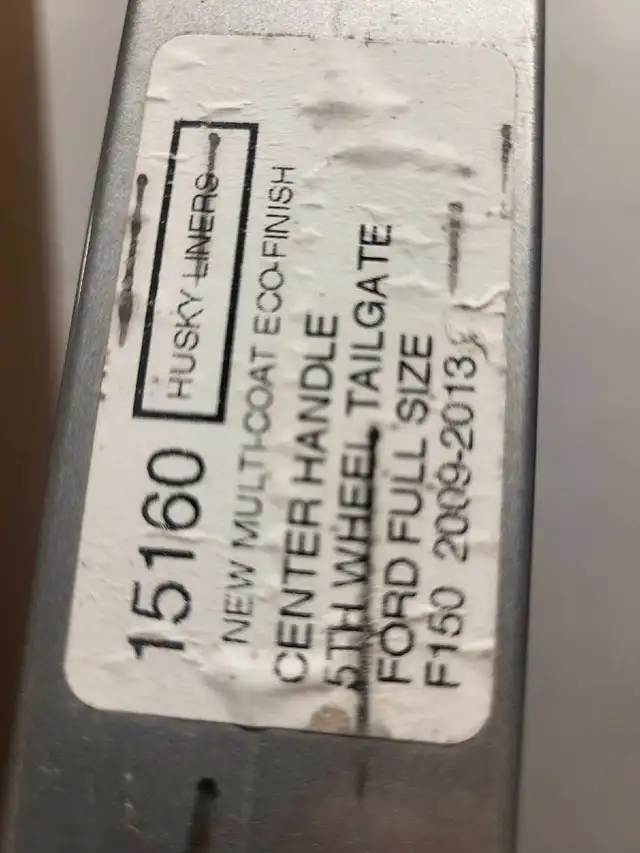 15160
HUSKY LINERS
NEW MULTI-COAT ECO-FINISH
CENTER HANDLE
5TH WHEEL TAILGATE
FORD FULL SIZE
F150 2009-2013